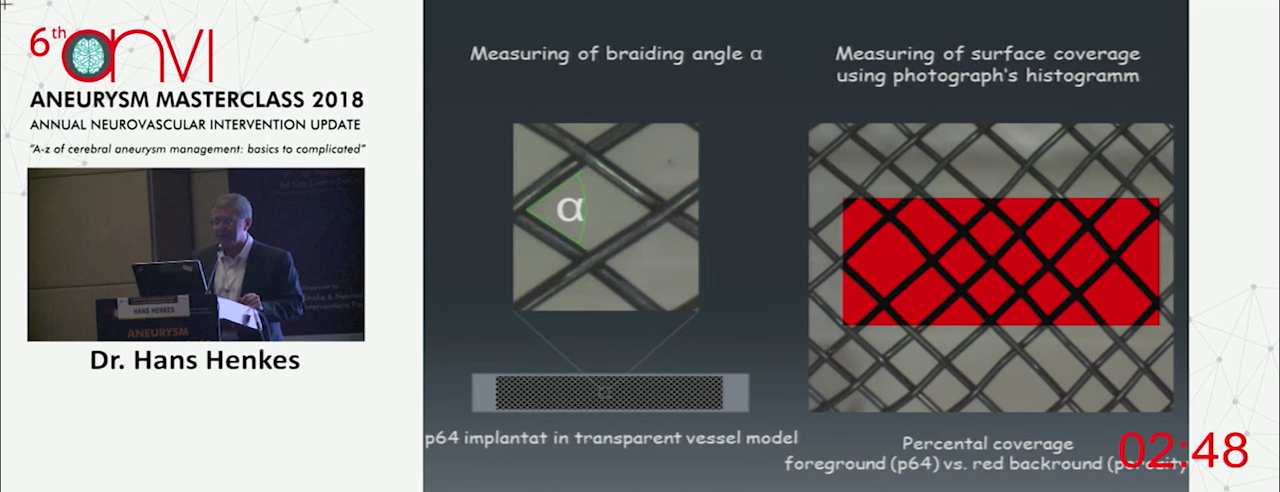 6th anvi
ANEURYSM MASTERCLASS 2018
ANNUAL NEUROVASCULAR INTERVENTION UPDATE
"A-z of cerebral aneurysm management: basics to complicated"
HANS HENKES
ANEURYSM
Dr. Hans Henkes
Measuring of braiding angle α
α
p64 implantat in transparent vessel model
Measuring of surface coverage
using photograph's histogramm
Percental coverage
foreground (p64) vs. red backround (porosity
02:48